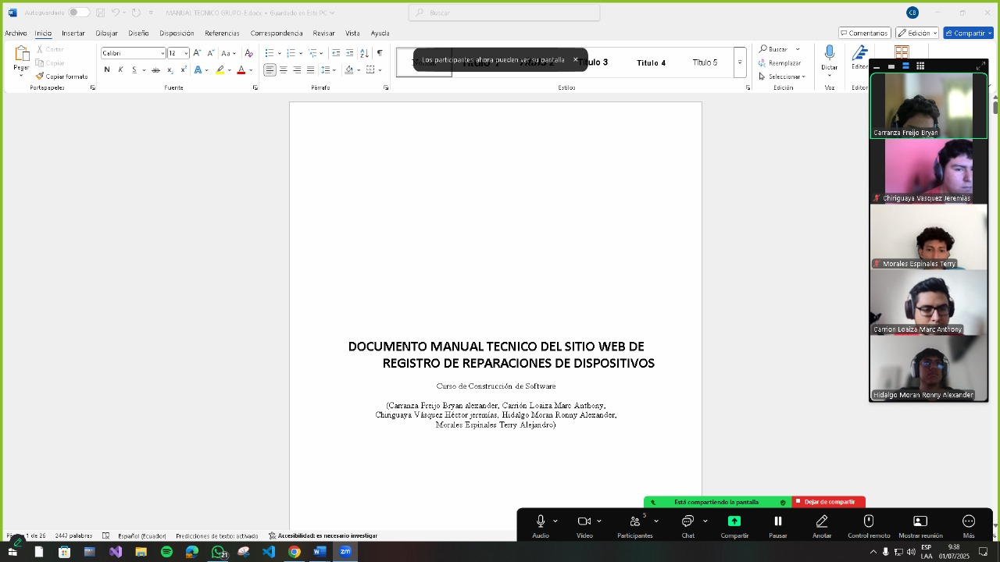 Autoguardado
MANUAL TECNICO GRUPO-E.docx • Guardado en Este PC
Buscar
CB
Archivo Inicio Insertar Dibujar Diseño Disposición Referencias Correspondencia Revisar Vista Ayuda
Comentarios Edición Compartir
Pegar
Cortar
Copiar
Copiar formato
Portapapeles
Calibri 12
N K S
Fuente
Párrafo
Los participantes ahora pueden ver su pantalla
Título 3 Título 4 Título 5
Estilos
Buscar
Reemplazar
Seleccionar
Edición
Dictar
Voz
Editor
Carranza Freijo Bryan
Chiriguaya Vasquez Jeremias
Morales Espinales Terry
Carrion Loaiza Marc Anthony
Hidalgo Moran Ronny Alexander
DOCUMENTO MANUAL TECNICO DEL SITIO WEB DE
REGISTRO DE REPARACIONES DE DISPOSITIVOS
Curso de Construcción de Software
(Carranza Freijo Bryan alexander, Carrión Loaiza Marc Anthony,
Chinguaya Vásquez Héctor jeremías, Hidalgo Moran Ronny Alexander,
Morales Espinales Terry Alejandro)
Está compartiendo la pantalla
Dejar de compartir
5
Audio Vídeo Participantes Chat Compartir Pausar Anotar Control remoto Mostrar reunión Más
1 de 26 2447 palabras Español (Ecuador Predicciones de texto: activado Accesibilidad: es necesario investigar
21
zm
ESP
LAA
9:38
01/07/2025